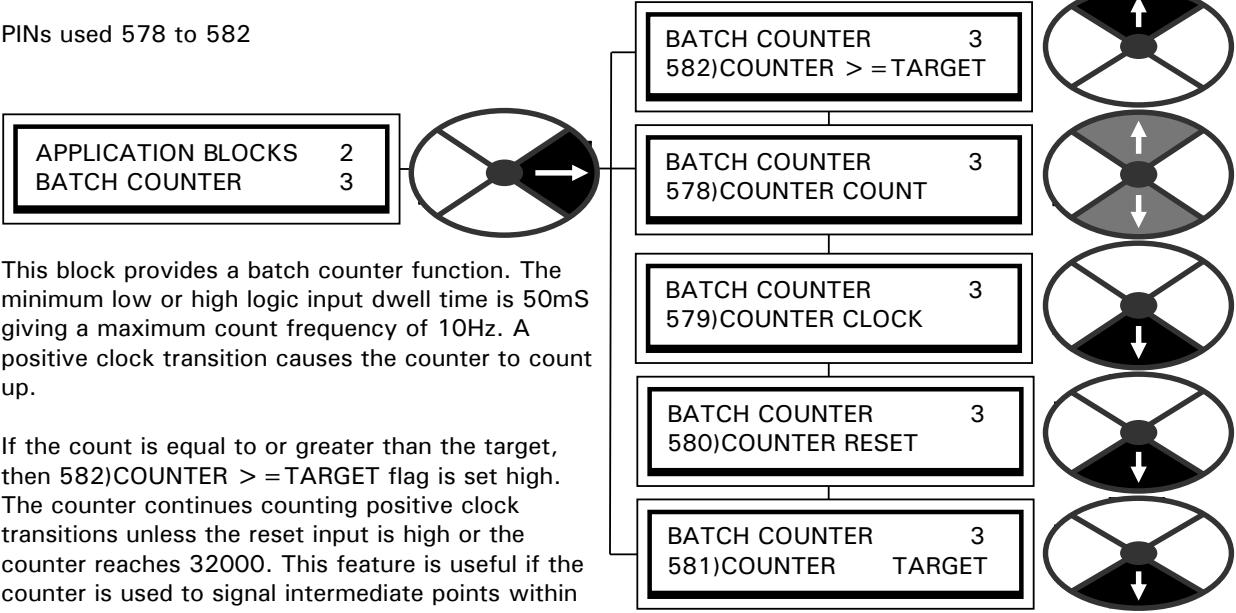 PINs used 578 to 582
APPLICATION BLOCKS 2
BATCH COUNTER 3
This block provides a batch counter function. The
minimum low or high logic input dwell time is 50mS
giving a maximum count frequency of 10Hz. A
positive clock transition causes the counter to count
up.
If the count is equal to or greater than the target,
then 582)COUNTER > =TARGET flag is set high.
The counter continues counting positive clock
transitions unless the reset input is high or the
counter reaches 32000. This feature is useful if the
counter is used to signal intermediate points within
BATCH COUNTER 3
582)COUNTER > =TARGET
BATCH COUNTER 3
578)COUNTER COUNT
BATCH COUNTER 3
579)COUNTER CLOCK
BATCH COUNTER 3
580)COUNTER RESET
BATCH COUNTER 3
581)COUNTER TARGET